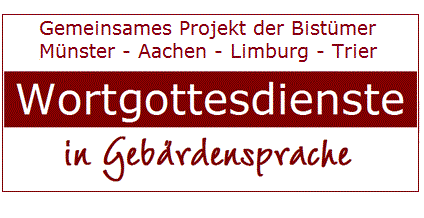 Gemeinsames Projekt der Bistümer
Münster - Aachen - Limburg - Trier
Wortgottesdienste
in Gebärdensprache